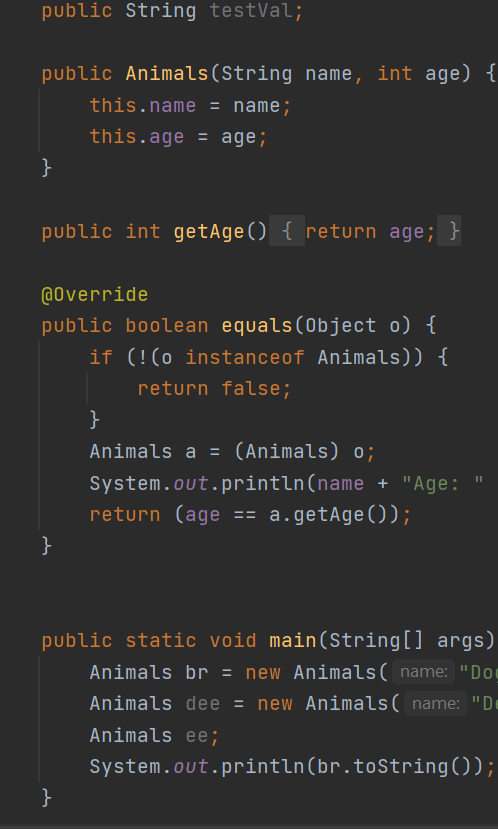 public String testVal;
public Animals(String name, int age) {
this.name = name;
this.age = age;
}
public int getAge() { return age; }
@Override
public boolean equals(Object o) {
if (!(o instanceof Animals)) {
return false;
}
Animals a = (Animals) o;
System.out.println(name + "Age: "
return (age == a.getAge());
}
public static void main(String[] args)
Animals br = new Animals( name: "Dog
Animals dee = new Animals( name: "De
Animals ee;
System.out.println(br.toString());
}